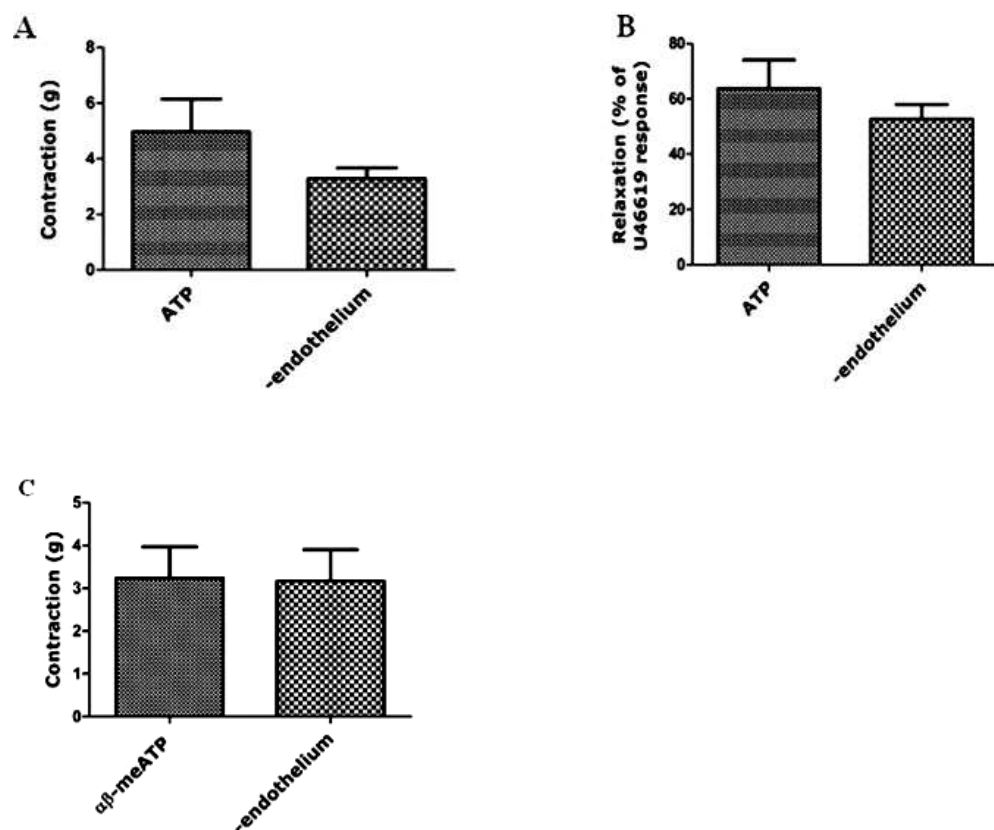 A
Contraction (g)
8
6
4
2
0
ATP
-endothelium
B
Relaxation (% of
U46619 response)
80
60
40
20
0
ATP
-endothelium
C
Contraction (g)
5
4
3
2
1
0
αβ-meATP
-endothelium